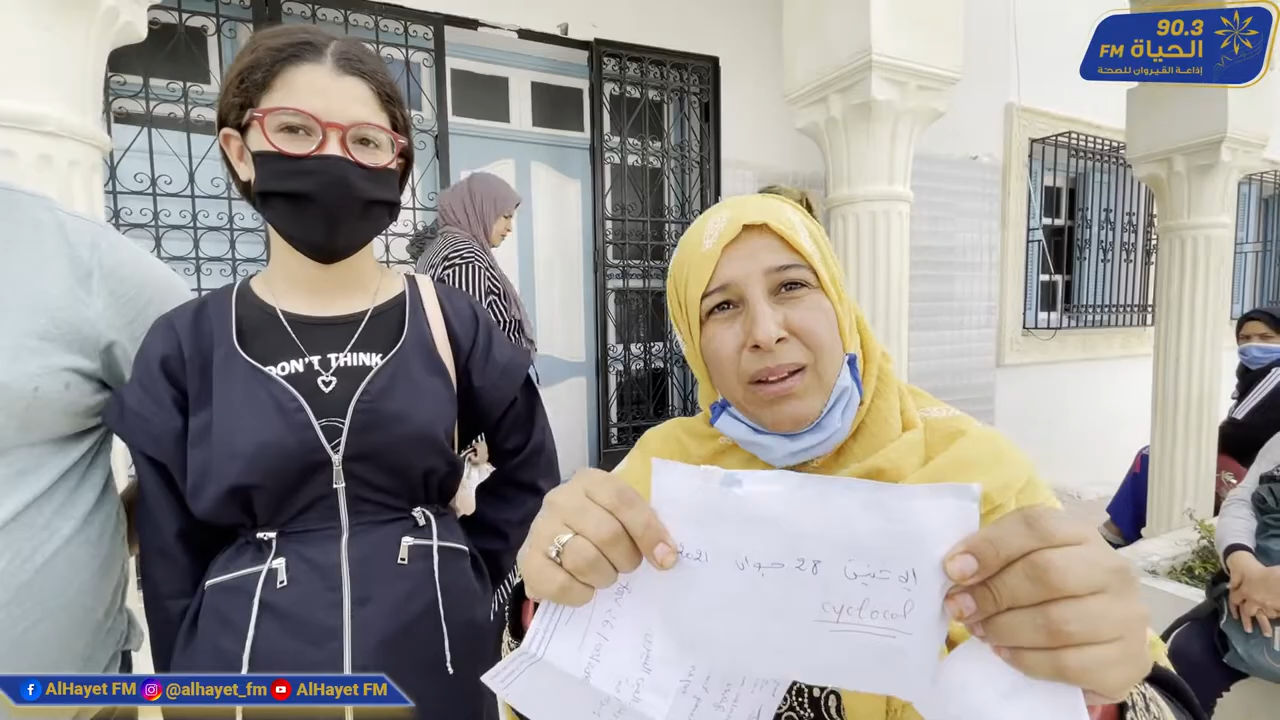 90.3
الحياة FM
إذاعة القيروان للصحة
DON'T THINK
الإثنين 28 جوان 2021
cyclocal
AlHayet FM @alhayet_fm AlHayet FM